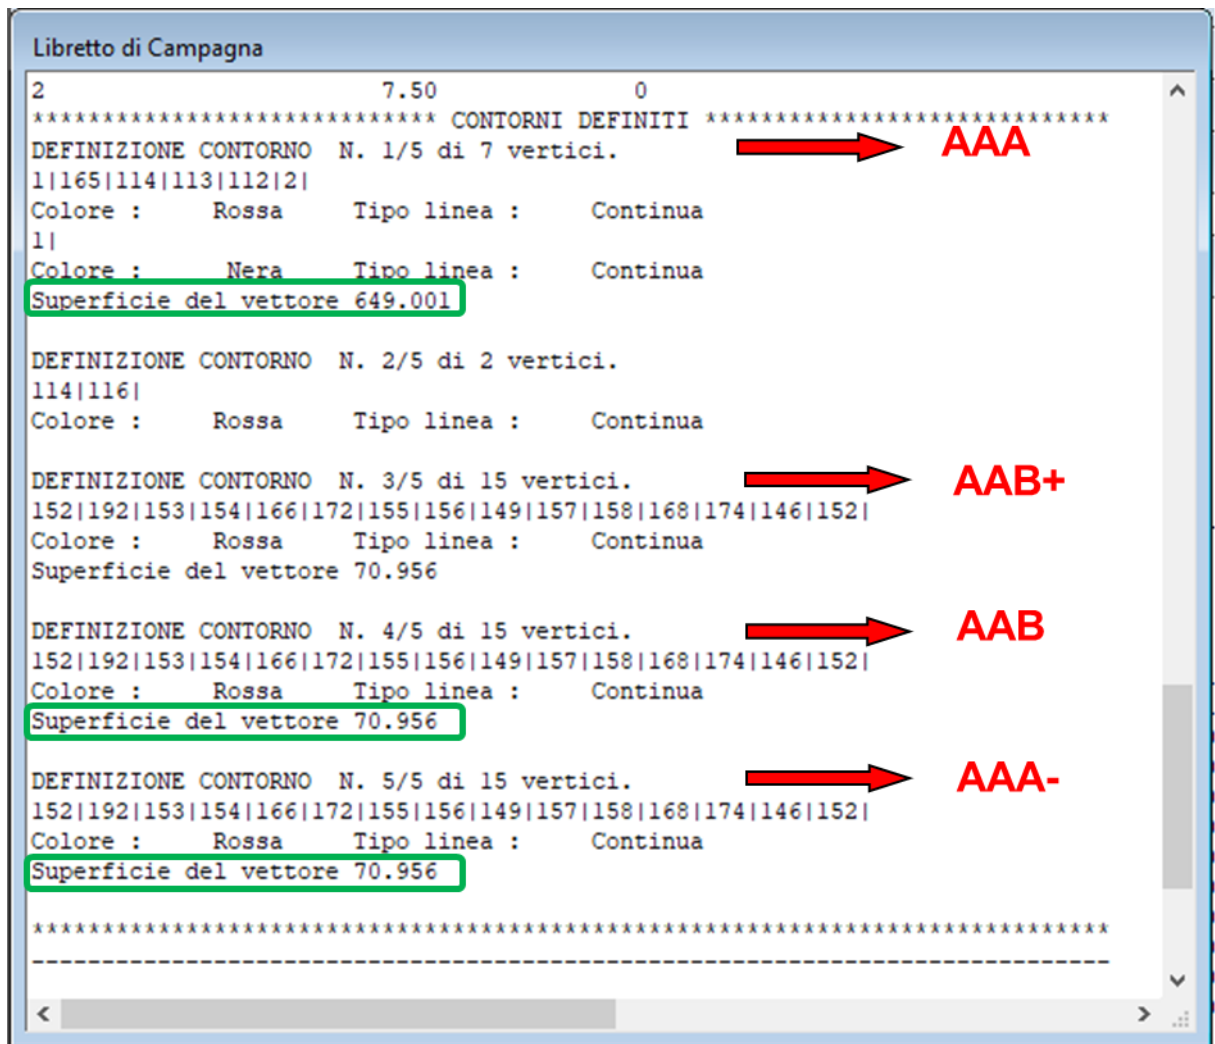 Libretto di Campagna
2 7.50 0
***************************** CONTORNI DEFINITI *****************************
DEFINIZIONE CONTORNO N. 1/5 di 7 vertici. AAA
1|165|114|113|112|2|
Colore : Rossa Tipo linea : Continua
1|
Colore : Nera Tipo linea : Continua
Superficie del vettore 649.001
DEFINIZIONE CONTORNO N. 2/5 di 2 vertici.
114|116|
Colore : Rossa Tipo linea : Continua
DEFINIZIONE CONTORNO N. 3/5 di 15 vertici. AAB+
152|192|153|154|166|172|155|156|149|157|158|168|174|146|152|
Colore : Rossa Tipo linea : Continua
Superficie del vettore 70.956
DEFINIZIONE CONTORNO N. 4/5 di 15 vertici. AAB
152|192|153|154|166|172|155|156|149|157|158|168|174|146|152|
Colore : Rossa Tipo linea : Continua
Superficie del vettore 70.956
DEFINIZIONE CONTORNO N. 5/5 di 15 vertici. AAA-
152|192|153|154|166|172|155|156|149|157|158|168|174|146|152|
Colore : Rossa Tipo linea : Continua
Superficie del vettore 70.956
*****************************************************************************
-----------------------------------------------------------------------------